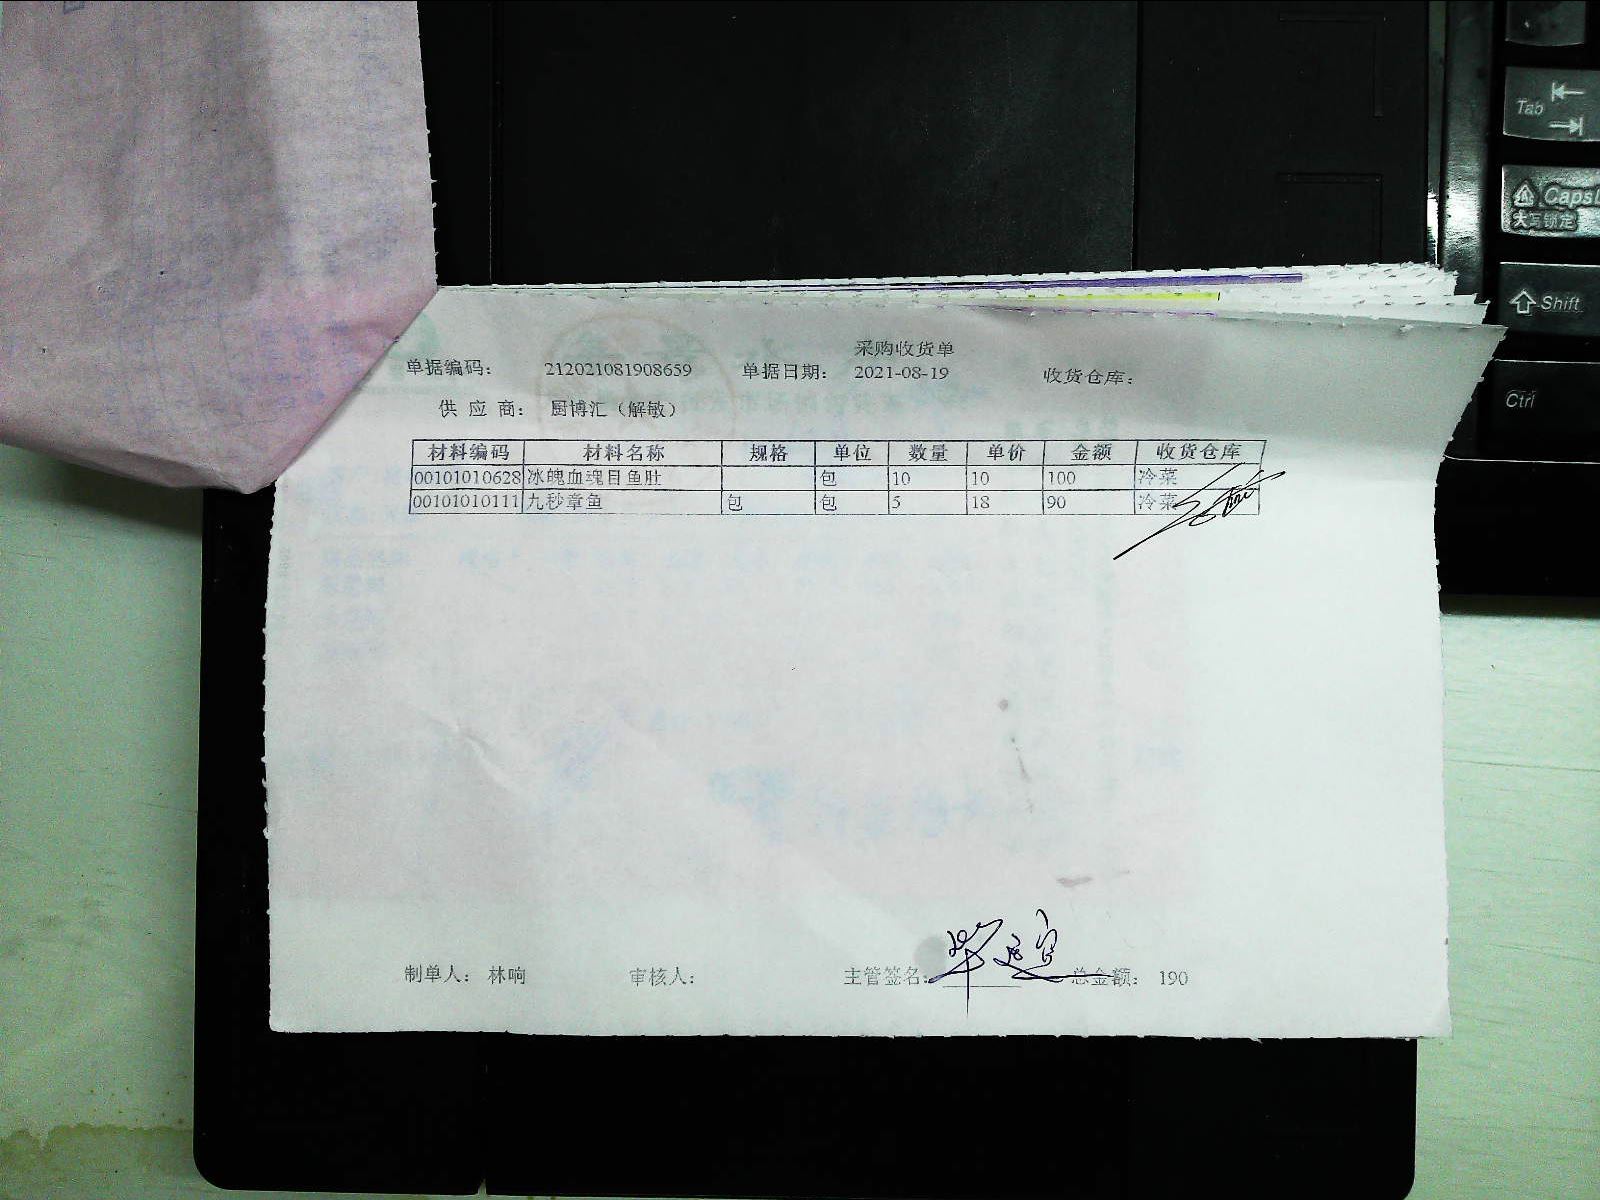 采购收货单
单据编码： 212021081908659 单据日期： 2021-08-19 收货仓库：
供 应 商： 厨博汇（解敏）
材料编码 材料名称 规格 单位 数量 单价 金额 收货仓库
00101010628 冰魄血魂目鱼肚 包 10 10 100 冷菜
00101010111 九秒章鱼 包 包 5 18 90 冷菜
制单人： 林响 审核人： 主管签名： 总金额： 190
Tab
CapsL
大写锁定
Shift
Ctrl